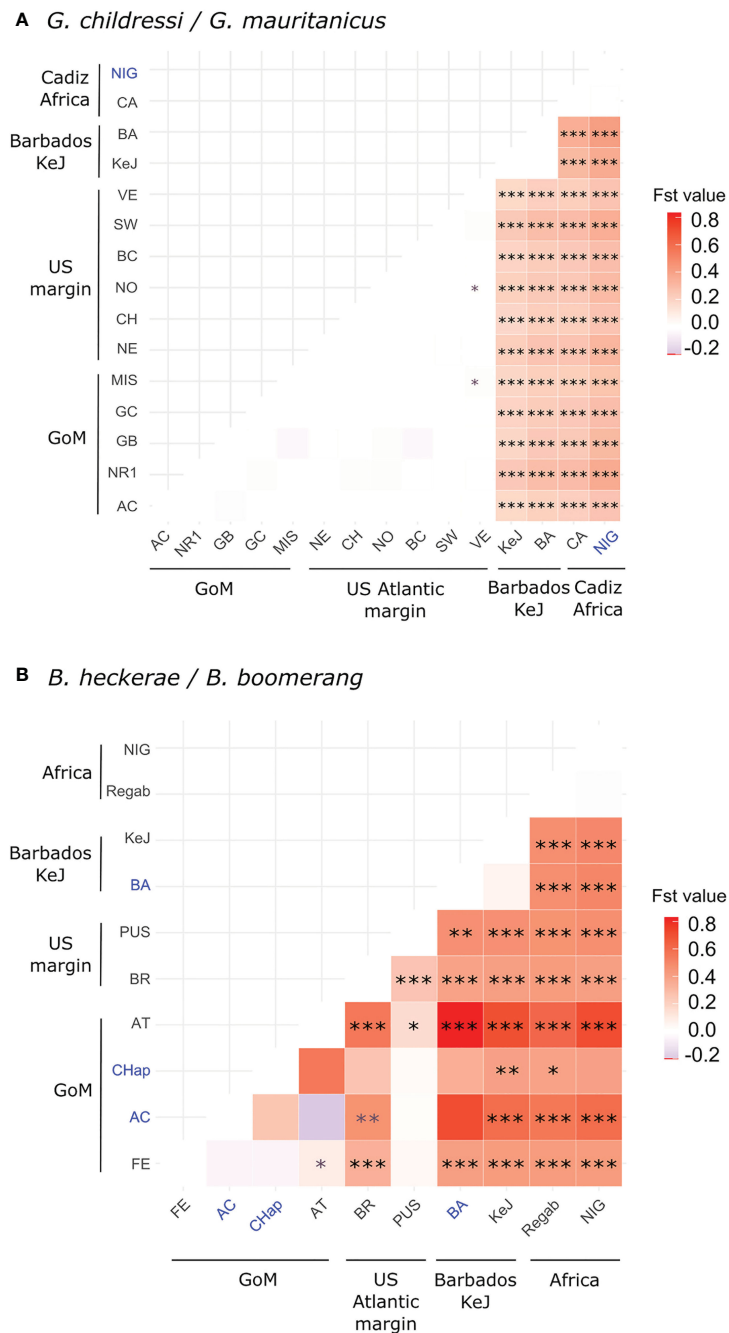 A G. childressi / G. mauritanicus
Cadiz
Africa
NIG
CA
Barbados
KeJ
BA
*** ***
KeJ
*** ***
US
margin
VE
*** *** *** ***
SW
*** *** *** ***
BC
*** *** *** ***
NO
* *** *** *** ***
CH
*** *** *** ***
NE
*** *** *** ***
GoM
MIS
* *** *** *** ***
GC
*** *** *** ***
GB
*** *** *** ***
NR1
*** *** *** ***
AC
*** *** *** ***
AC NR1 GB GC MIS NE CH NO BC SW VE KeJ BA CA NIG
GoM
US Atlantic
margin
Barbados
KeJ
Cadiz
Africa
Fst value
0.8
0.6
0.4
0.2
0.0
-0.2
B B. heckerae / B. boomerang
Africa
NIG
Regab
Barbados
KeJ
KeJ
*** ***
BA
*** ***
US
margin
PUS
** *** *** ***
BR
*** *** *** *** ***
GoM
AT
*** * *** *** *** ***
CHap
** *
AC
** *** *** ***
FE
* *** *** *** *** ***
FE AC CHap AT BR PUS BA KeJ Regab NIG
GoM
US
Atlantic
margin
Barbados
KeJ
Africa
Fst value
0.8
0.6
0.4
0.2
0.0
-0.2